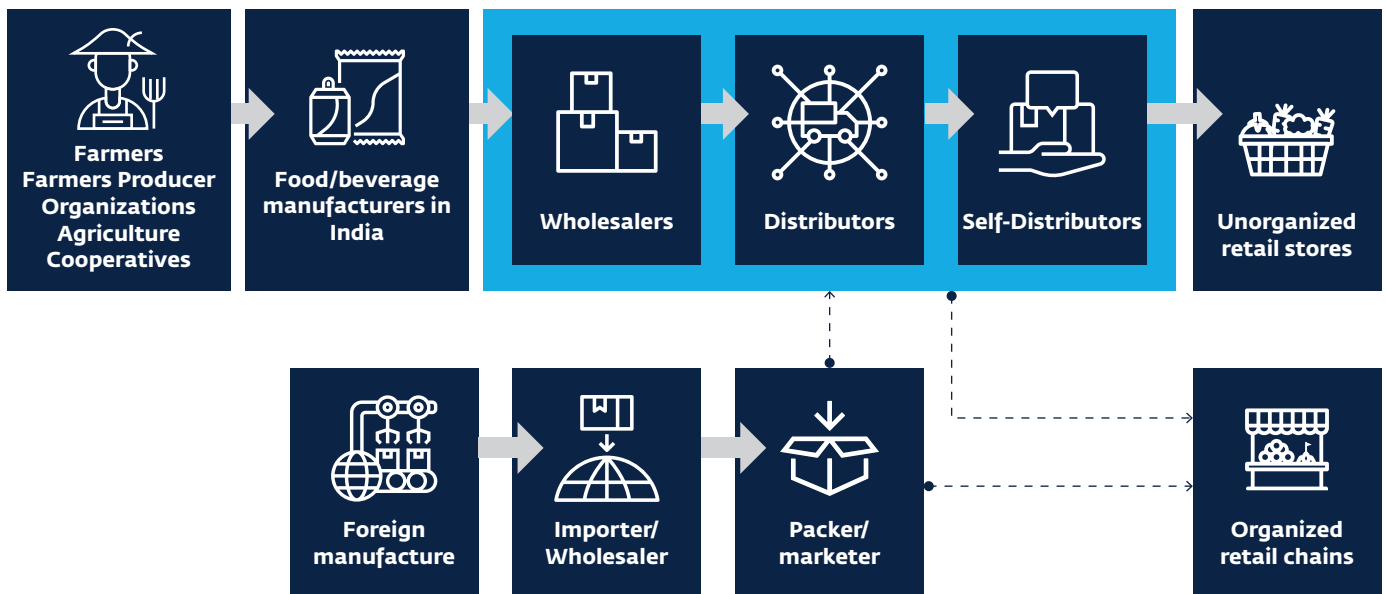 Farmers
Farmers Producer
Organizations
Agriculture
Cooperatives
Food/beverage
manufacturers in
India
Wholesalers
Distributors
Self-Distributors
Unorganized
retail stores
Foreign
manufacture
Importer/
Wholesaler
Packer/
marketer
Organized
retail chains